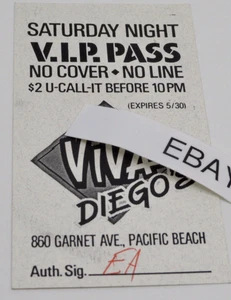 SATURDAY NIGHT
V.I.P. PASS
NO COVER • NO LINE
$2 U-CALL-IT BEFORE 10 PM
(EXPIRES 5/30)
EBAY
DIEGO'S
860 GARNET AVE., PACIFIC BEACH
Auth. Sig. EA